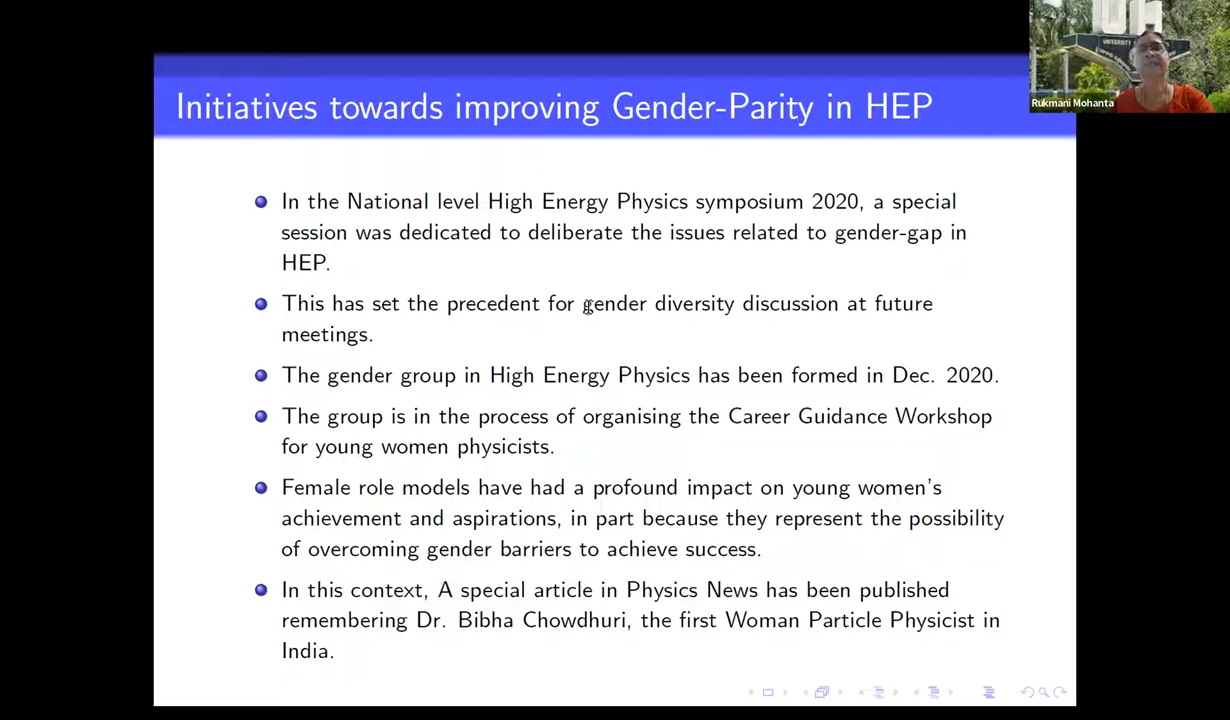 Initiatives towards improving Gender-Parity in HEP
In the National level High Energy Physics symposium 2020, a special
session was dedicated to deliberate the issues related to gender-gap in
HEP.
This has set the precedent for gender diversity discussion at future
meetings.
The gender group in High Energy Physics has been formed in Dec. 2020.
The group is in the process of organising the Career Guidance Workshop
for young women physicists.
Female role models have had a profound impact on young women's
achievement and aspirations, in part because they represent the possibility
of overcoming gender barriers to achieve success.
In this context, A special article in Physics News has been published
remembering Dr. Bibha Chowdhuri, the first Woman Particle Physicist in
India.
UNIVERSITY
Rukmani Mohanta